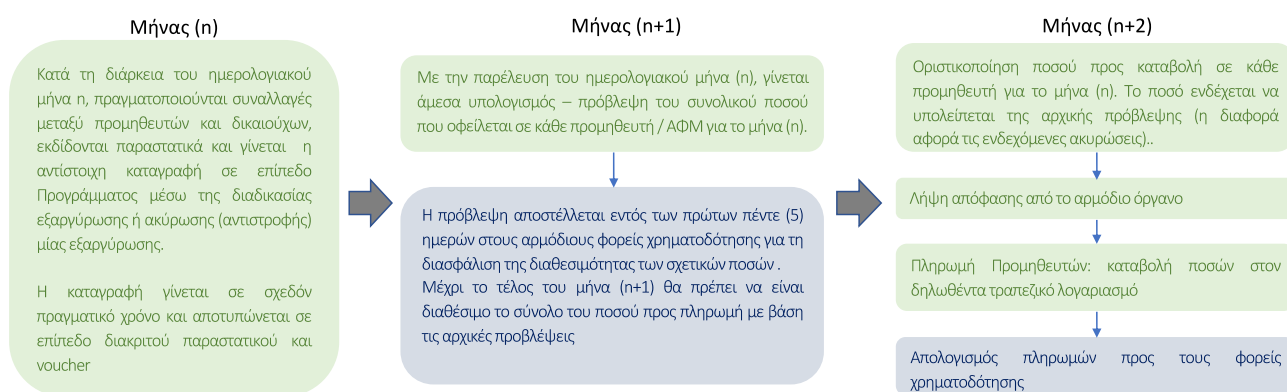 Μήνας (n)
Κατά τη διάρκεια του ημερολογιακού
μήνα n, πραγματοποιούνται συναλλαγές
μεταξύ προμηθευτών και δικαιούχων,
εκδίδονται παραστατικά και γίνεται η
αντίστοιχη καταγραφή σε επίπεδο
Προγράμματος μέσω της διαδικασίας
εξαργύρωσης ή ακύρωσης (αντιστροφής)
μίας εξαργύρωσης.
Η καταγραφή γίνεται σε σχεδόν
πραγματικό χρόνο και αποτυπώνεται σε
επίπεδο διακριτού παραστατικού και
voucher
Μήνας (n+1)
Με την παρέλευση του ημερολογιακού μήνα (n), γίνεται
άμεσα υπολογισμός – πρόβλεψη του συνολικού ποσού
που οφείλεται σε κάθε προμηθευτή / ΑΦΜ για το μήνα (n).
Η πρόβλεψη αποστέλλεται εντός των πρώτων πέντε (5)
ημερών στους αρμόδιους φορείς χρηματοδότησης για τη
διασφάλιση της διαθεσιμότητας των σχετικών ποσών .
Μέχρι το τέλος του μήνα (n+1) θα πρέπει να είναι
διαθέσιμο το σύνολο του ποσού προς πληρωμή με βάση
τις αρχικές προβλέψεις
Μήνας (n+2)
Οριστικοποίηση ποσού προς καταβολή σε κάθε
προμηθευτή για το μήνα (n). Το ποσό ενδέχεται να
υπολείπεται της αρχικής πρόβλεψης (η διαφορά
αφορά τις ενδεχόμενες ακυρώσεις)..
Λήψη απόφασης από το αρμόδιο όργανο
Πληρωμή Προμηθευτών: καταβολή ποσών στον
δηλωθέντα τραπεζικό λογαριασμό
Απολογισμός πληρωμών προς τους φορείς
χρηματοδότησης